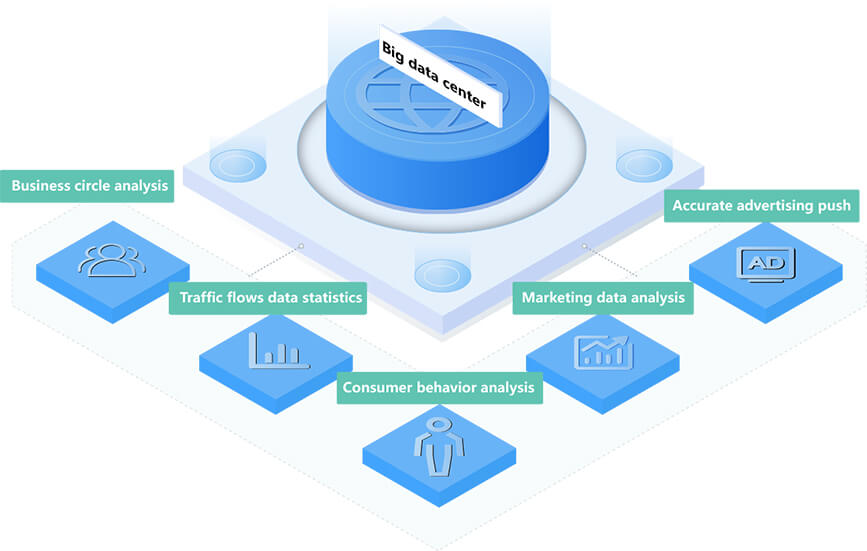 Big data center
Business circle analysis
Accurate advertising push
AD
Traffic flows data statistics
Marketing data analysis
Consumer behavior analysis